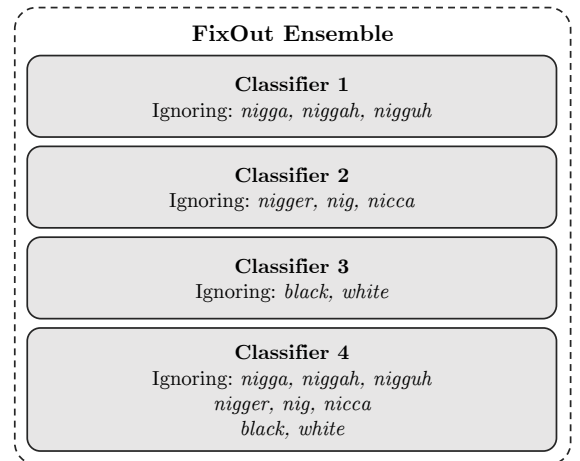 FixOut Ensemble
Classifier 1
Ignoring: nigga, niggah, nigguh
Classifier 2
Ignoring: nigger, nig, nicca
Classifier 3
Ignoring: black, white
Classifier 4
Ignoring: nigga, niggah, nigguh
nigger, nig, nicca
black, white